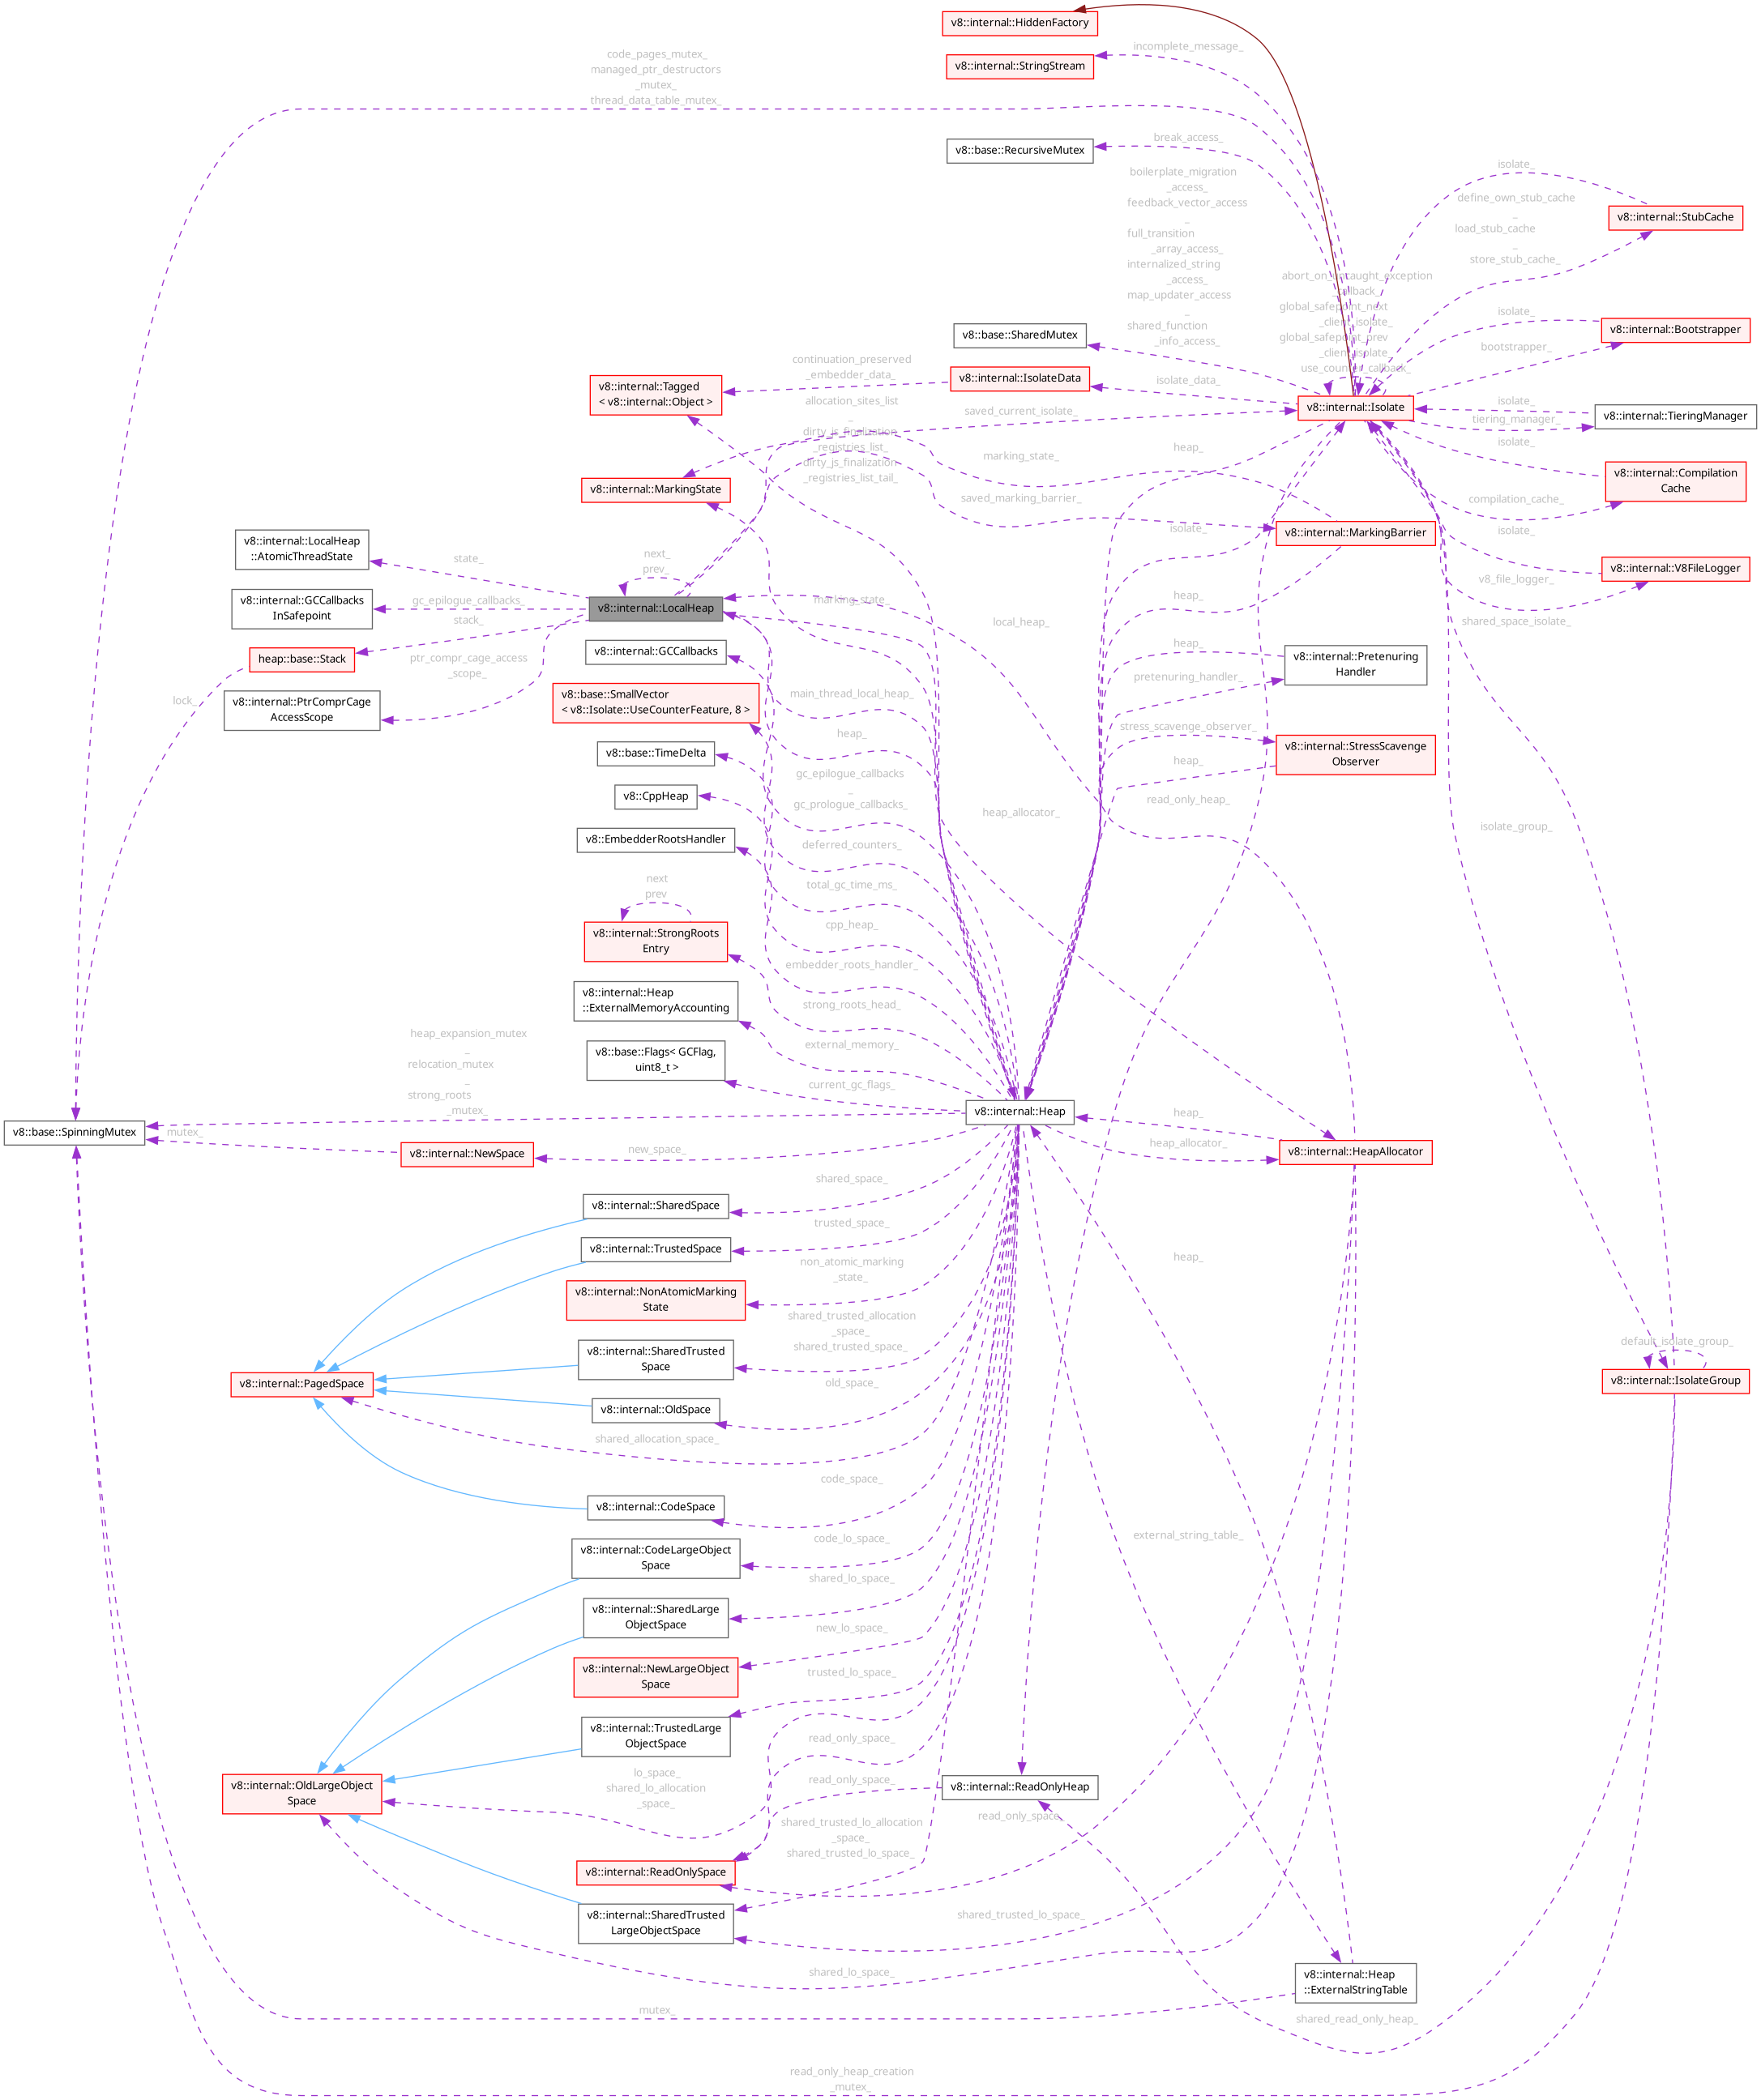 v8::internal::HiddenFactory
incomplete_message_
v8::internal::StringStream
code_pages_mutex_
managed_ptr_destructors
_mutex_
thread_data_table_mutex_
break_access_
v8::base::RecursiveMutex
boilerplate_migration
_access_
feedback_vector_access
_
full_transition
_array_access_
internalized_string
_access_
map_updater_access
_
shared_function
_info_access_
isolate_
define_own_stub_cache
_
load_stub_cache
_
store_stub_cache_
v8::internal::StubCache
abort_on_uncaught_exception
_callback_
global_safepoint_next
_client_isolate_
global_safepoint_prev
_client_isolate_
use_counter_callback_
isolate_
v8::internal::Bootstrapper
bootstrapper_
v8::base::SharedMutex
continuation_preserved
_embedder_data_
v8::internal::IsolateData
isolate_data_
v8::internal::Tagged
< v8::internal::Object >
v8::internal::Isolate
isolate_
v8::internal::TieringManager
tiering_manager_
allocation_sites_list
_
dirty_js_finalization
_registries_list_
dirty_js_finalization
_registries_list_tail_
saved_current_isolate_
heap_
isolate_
marking_state_
v8::internal::Compilation
Cache
compilation_cache_
v8::internal::MarkingState
saved_marking_barrier_
isolate_
v8::internal::MarkingBarrier
isolate_
v8::internal::LocalHeap
::AtomicThreadState
state_
next_
prev_
v8::internal::V8FileLogger
v8_file_logger_
v8::internal::GCCallbacks
InSafepoint
gc_epilogue_callbacks_
v8::internal::LocalHeap
marking_state_
heap_
shared_space_isolate_
local_heap_
stack_
heap::base::Stack
v8::internal::GCCallbacks
heap_
v8::internal::Pretenuring
Handler
ptr_compr_cage_access
_scope_
pretenuring_handler_
lock_
v8::internal::PtrComprCage
AccessScope
v8::base::SmallVector
< v8::Isolate::UseCounterFeature, 8 >
main_thread_local_heap_
heap_
stress_scavenge_observer_
v8::internal::StressScavenge
Observer
heap_
v8::base::TimeDelta
gc_epilogue_callbacks
_
gc_prologue_callbacks_
v8::CppHeap
read_only_heap_
heap_allocator_
isolate_group_
v8::EmbedderRootsHandler
deferred_counters_
next
prev
total_gc_time_ms_
v8::internal::StrongRoots
Entry
cpp_heap_
embedder_roots_handler_
v8::internal::Heap
::ExternalMemoryAccounting
strong_roots_head_
heap_expansion_mutex
_
relocation_mutex
_
strong_roots
_mutex_
v8::base::Flags< GCFlag,
uint8_t >
external_memory_
current_gc_flags_
v8::internal::Heap
heap_
v8::base::SpinningMutex
mutex_
v8::internal::NewSpace
new_space_
heap_allocator_
v8::internal::HeapAllocator
shared_space_
v8::internal::SharedSpace
trusted_space_
v8::internal::TrustedSpace
non_atomic_marking
_state_
heap_
v8::internal::NonAtomicMarking
State
shared_trusted_allocation
_space_
shared_trusted_space_
default_isolate_group_
v8::internal::SharedTrusted
Space
v8::internal::PagedSpace
old_space_
v8::internal::IsolateGroup
v8::internal::OldSpace
shared_allocation_space_
code_space_
v8::internal::CodeSpace
code_lo_space_
external_string_table_
v8::internal::CodeLargeObject
Space
shared_lo_space_
v8::internal::SharedLarge
ObjectSpace
new_lo_space_
v8::internal::NewLargeObject
Space
trusted_lo_space_
v8::internal::TrustedLarge
ObjectSpace
read_only_space_
lo_space_
shared_lo_allocation
_space_
v8::internal::OldLargeObject
Space
read_only_space_
v8::internal::ReadOnlyHeap
shared_trusted_lo_allocation
_space_
shared_trusted_lo_space_
read_only_space_
v8::internal::ReadOnlySpace
v8::internal::SharedTrusted
LargeObjectSpace
shared_trusted_lo_space_
shared_lo_space_
v8::internal::Heap
::ExternalStringTable
mutex_
shared_read_only_heap_
read_only_heap_creation
_mutex_